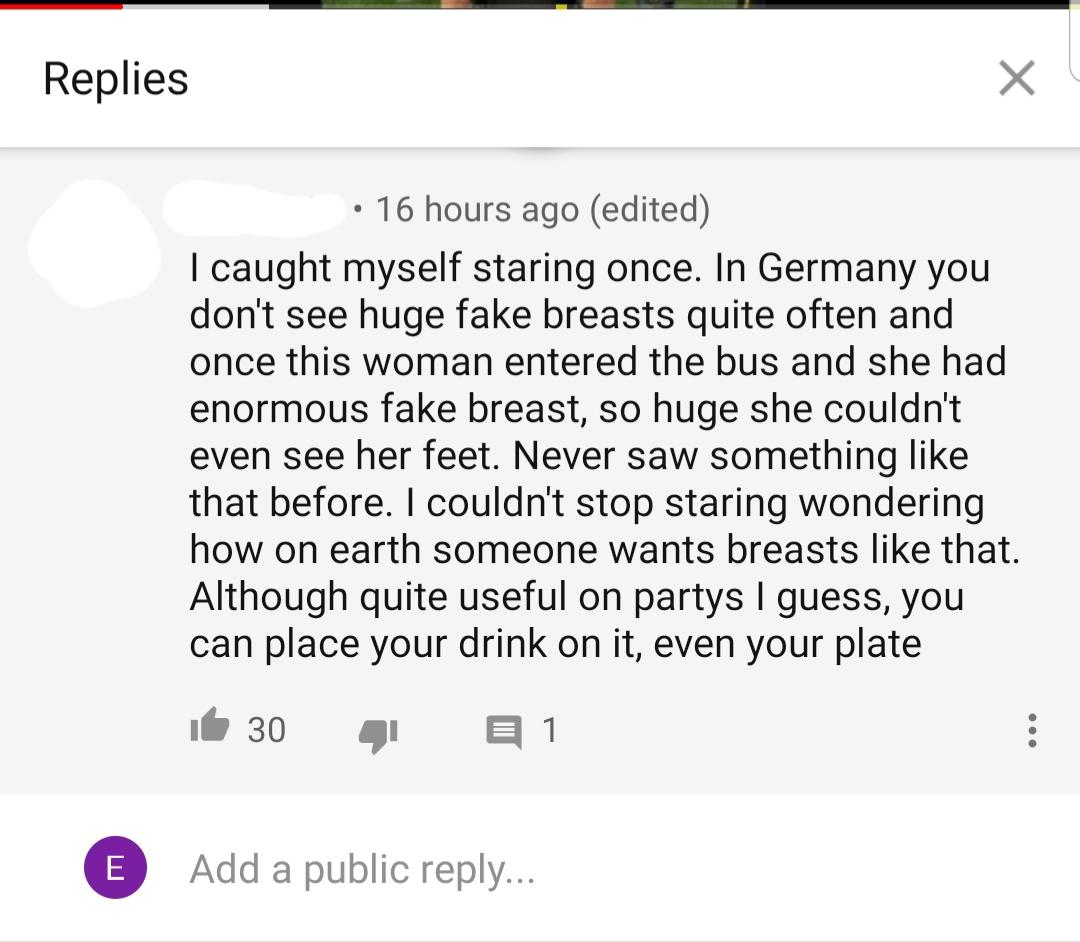 Replies
• 16 hours ago (edited)
I caught myself staring once. In Germany you
don't see huge fake breasts quite often and
once this woman entered the bus and she had
enormous fake breast, so huge she couldn't
even see her feet. Never saw something like
that before. I couldn't stop staring wondering
how on earth someone wants breasts like that.
Although quite useful on partys I guess, you
can place your drink on it, even your plate
30 1
E Add a public reply...